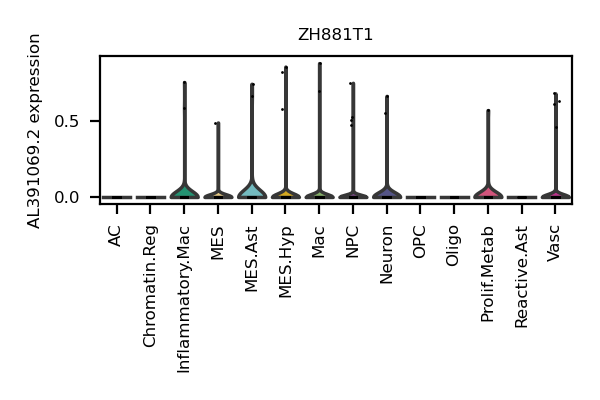 ZH881T1
AL391069.2 expression
0.5
0.0
AC
Chromatin.Reg
Inflammatory.Mac
MES
MES.Ast
MES.Hyp
Mac
NPC
Neuron
OPC
Oligo
Prolif.Metab
Reactive.Ast
Vasc